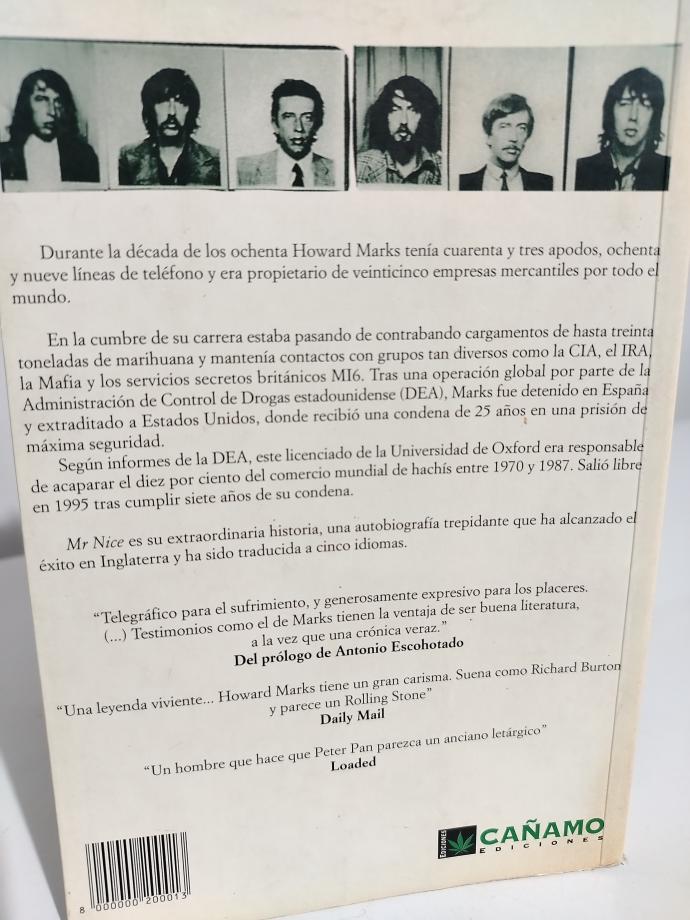 Durante la década de los ochenta Howard Marks tenía cuarenta y tres apodos, ochenta
y nueve líneas de teléfono y era propietario de veinticinco empresas mercantiles por todo el
mundo.
En la cumbre de su carrera estaba pasando de contrabando cargamentos de hasta treinta
toneladas de marihuana y mantenía contactos con grupos tan diversos como la CIA, el IRA,
la Mafia y los servicios secretos británicos MI6. Tras una operación global por parte de la
Administración de Control de Drogas estadounidense (DEA), Marks fue detenido en España
y extraditado a Estados Unidos, donde recibió una condena de 25 años en una prisión de
máxima seguridad.
Según informes de la DEA, este licenciado de la Universidad de Oxford era responsable
de acaparar el diez por ciento del comercio mundial de hachís entre 1970 y 1987. Salió libre
en 1995 tras cumplir siete años de su condena.
Mr Nice es su extraordinaria historia, una autobiografía trepidante que ha alcanzado el
éxito en Inglaterra y ha sido traducida a cinco idiomas.
“Telegráfico para el sufrimiento, y generosamente expresivo para los placeres.
(...) Testimonios como el de Marks tienen la ventaja de ser buena literatura,
a la vez que una crónica veraz.”
Del prólogo de Antonio Escohotado
“Una leyenda viviente... Howard Marks tiene un gran carisma. Suena como Richard Burton
y parece un Rolling Stone”
Daily Mail
“Un hombre que hace que Peter Pan parezca un anciano letárgico”
Loaded
EDICIONES
CAÑAMO
EDICIONES
8 000000 200013